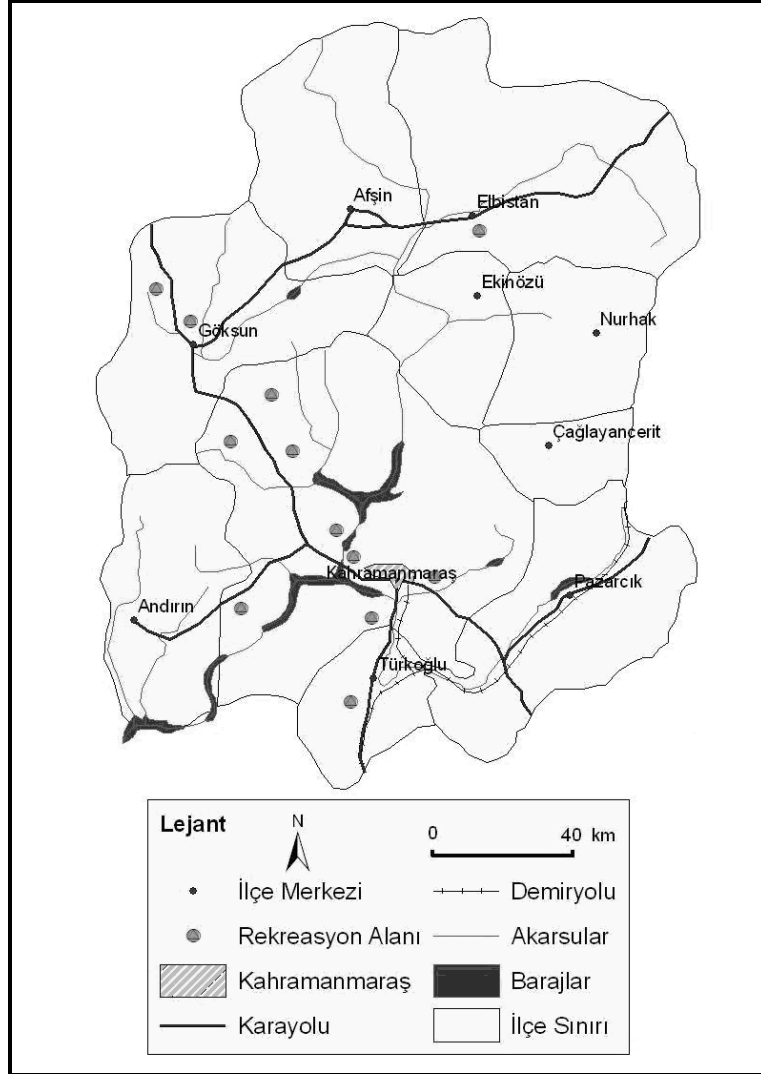 Afşin
Elbistan
Ekinözü
Nurhak
Göksun
Çağlayancerit
Kahramanmaraş
Pazarcık
Andırın
Türkoğlu
Lejant
N
0 40 km
İlçe Merkezi
Demiryolu
Rekreasyon Alanı
Akarsular
Kahramanmaraş
Barajlar
Karayolu
İlçe Sınırı